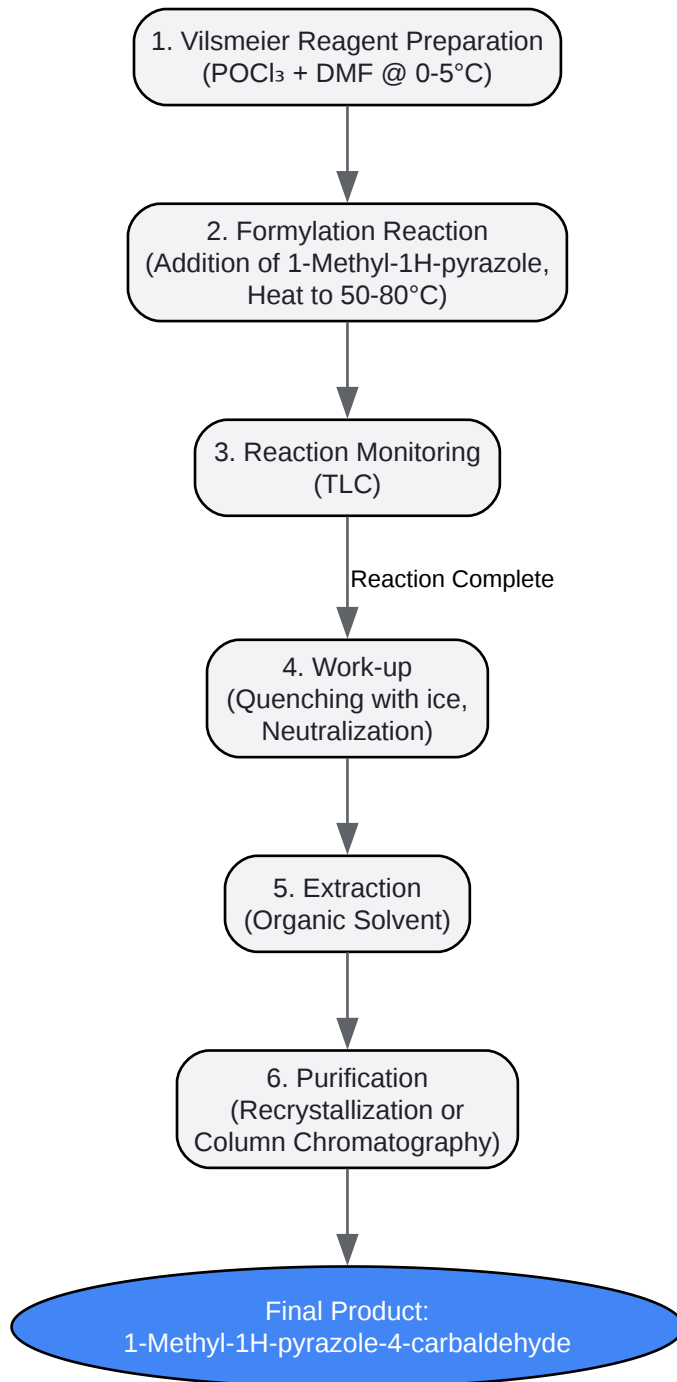 1. Vilsmeier Reagent Preparation
(POCl₃ + DMF @ 0-5°C)
2. Formylation Reaction
(Addition of 1-Methyl-1H-pyrazole,
Heat to 50-80°C)
3. Reaction Monitoring
(TLC)
Reaction Complete
4. Work-up
(Quenching with ice,
Neutralization)
5. Extraction
(Organic Solvent)
6. Purification
(Recrystallization or
Column Chromatography)
Final Product:
1-Methyl-1H-pyrazole-4-carbaldehyde